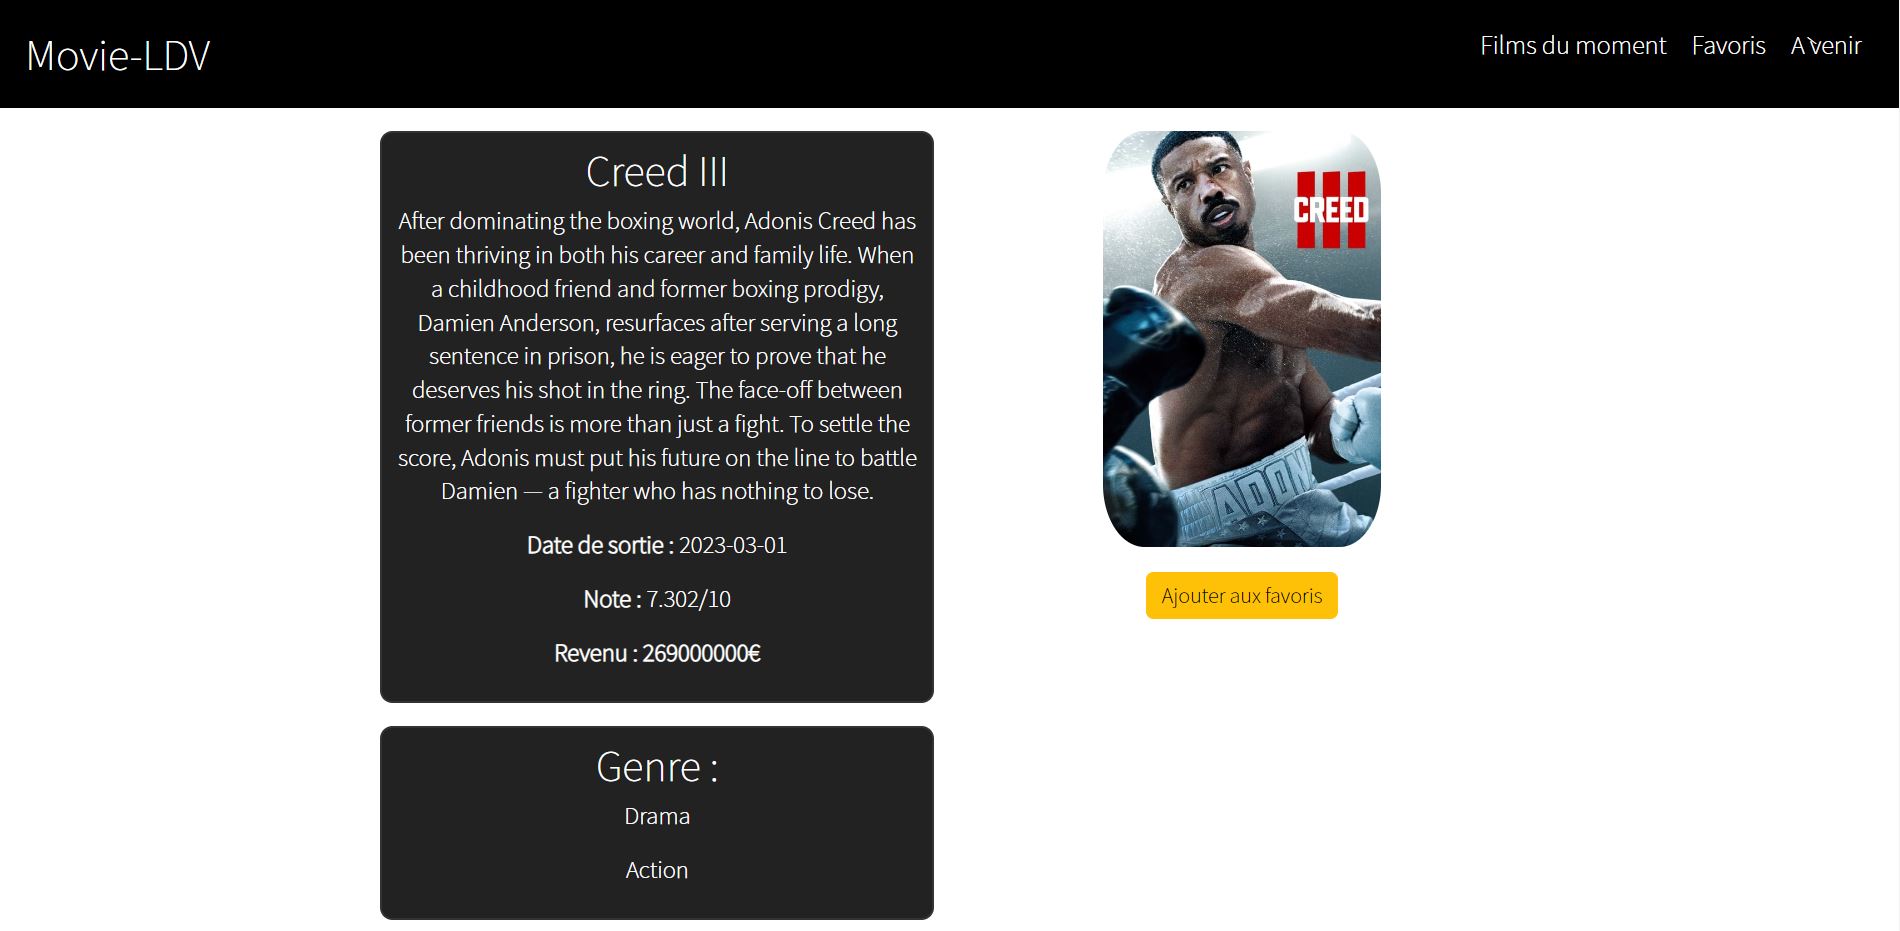 Movie-LDV
Films du moment
Favoris
A venir
Creed III
After dominating the boxing world, Adonis Creed has
been thriving in both his career and family life. When
a childhood friend and former boxing prodigy,
Damien Anderson, resurfaces after serving a long
sentence in prison, he is eager to prove that he
deserves his shot in the ring. The face-off between
former friends is more than just a fight. To settle the
score, Adonis must put his future on the line to battle
Damien — a fighter who has nothing to lose.
Date de sortie : 2023-03-01
Note : 7.302/10
Revenu : 269000000€
III
CREED
ADON
Ajouter aux favoris
Genre :
Drama
Action